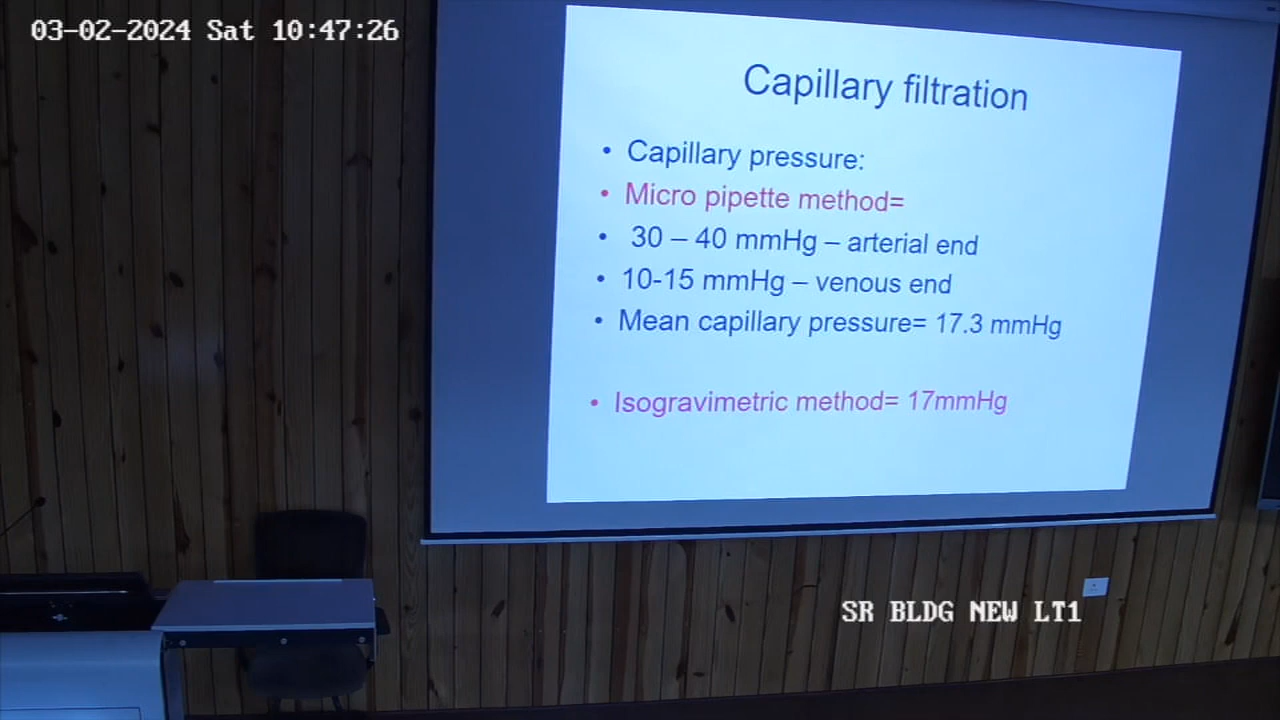 03-02-2024 Sat 10:47:26
Capillary filtration
• Capillary pressure:
• Micro pipette method=
• 30 – 40 mmHg – arterial end
• 10-15 mmHg – venous end
• Mean capillary pressure= 17.3 mmHg
• Isogravimetric method= 17mmHg
SR BLDG NEW LT1